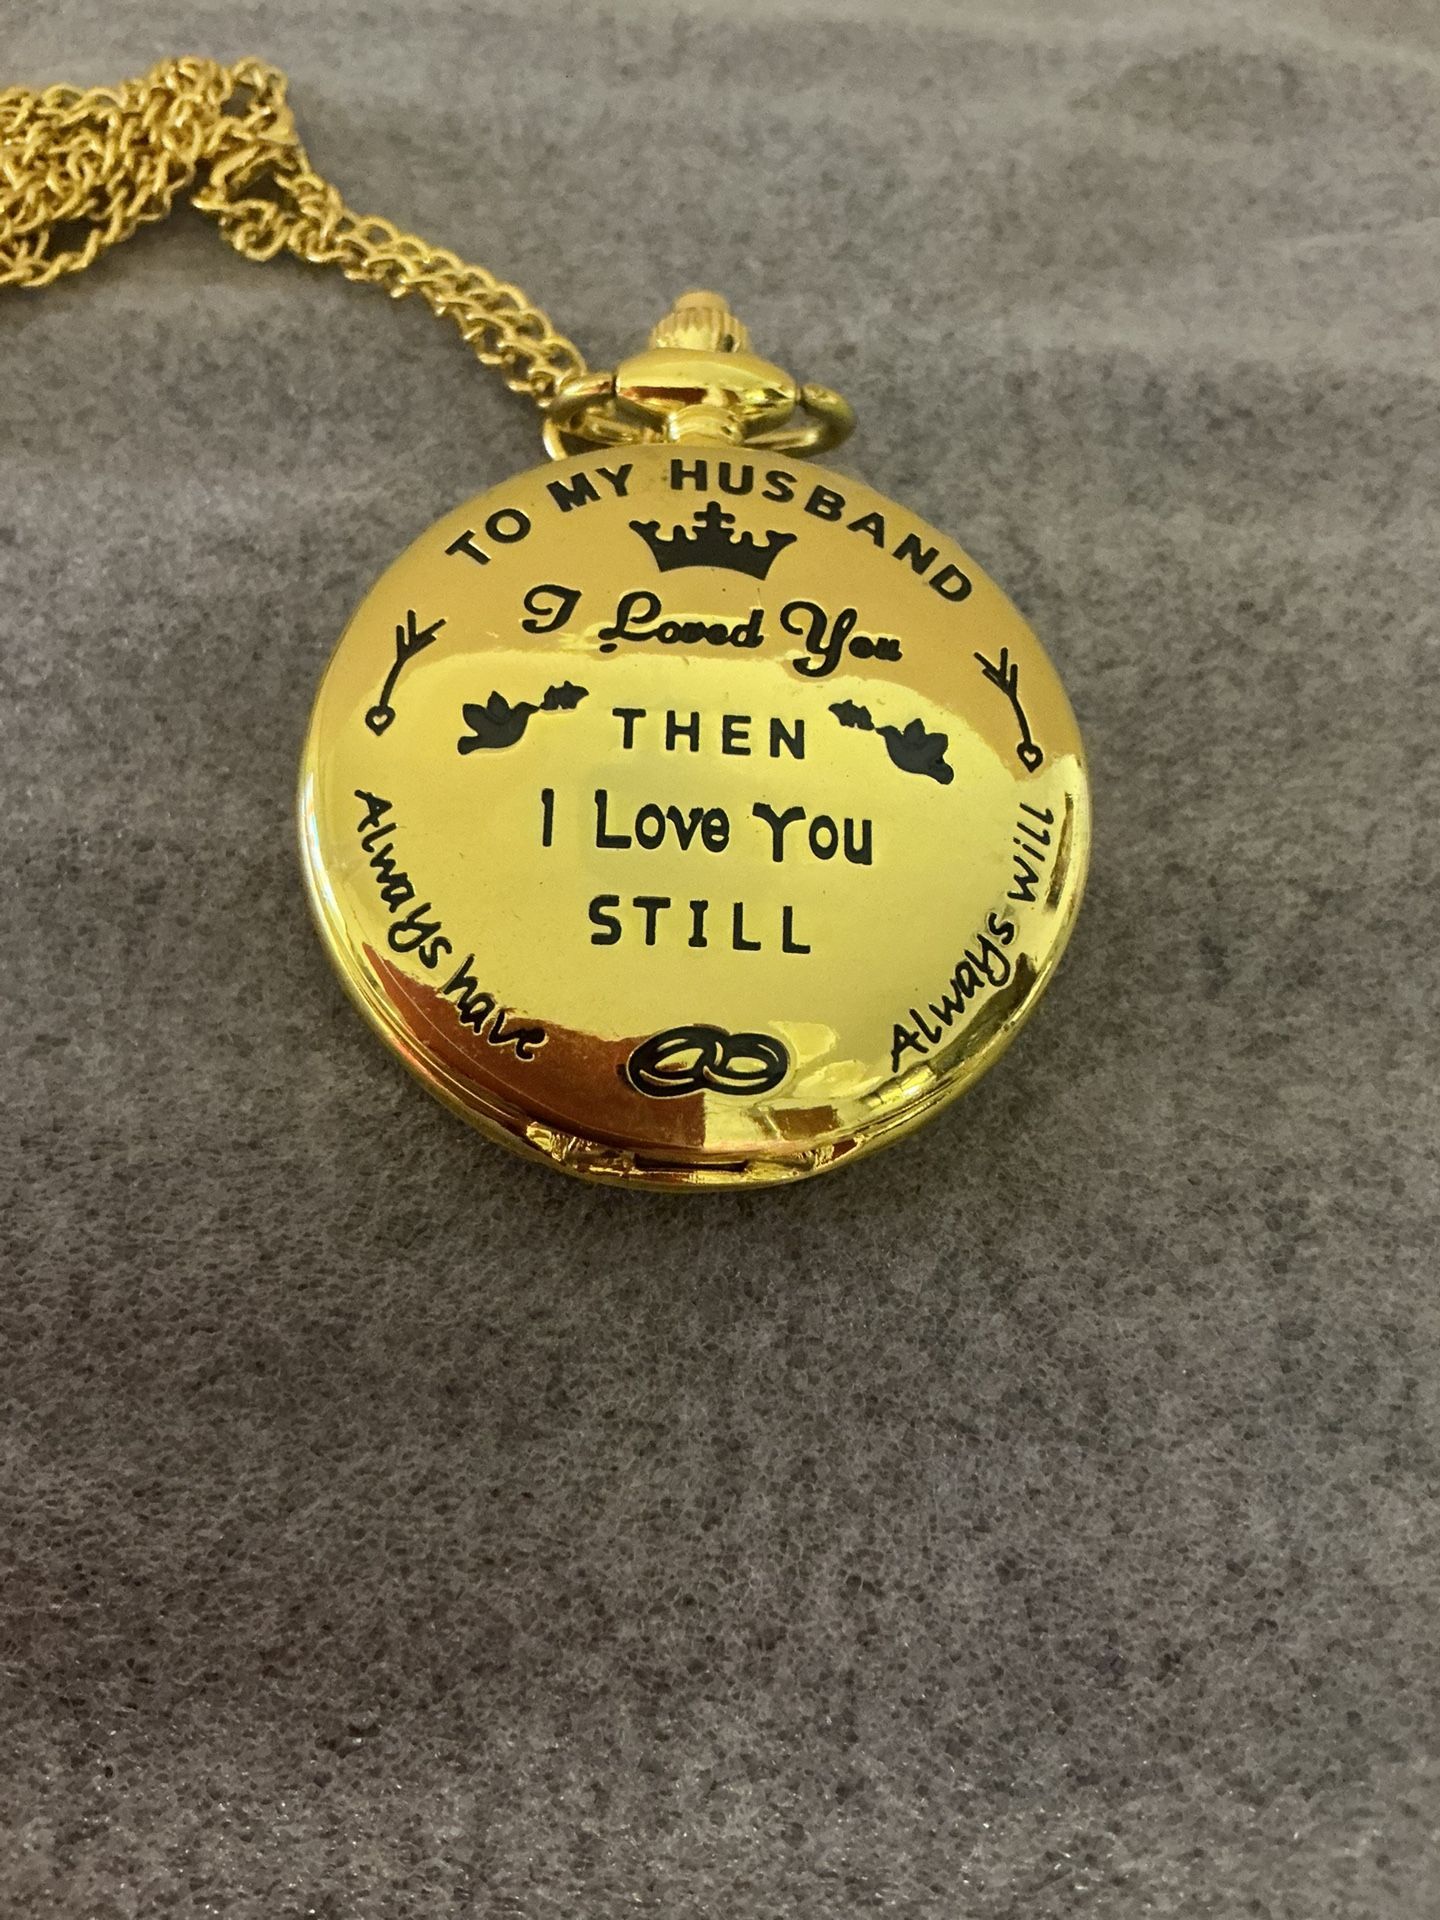 TO MY HUSBAND
I Loved You
THEN
I Love You
STILL
Always have
Always will